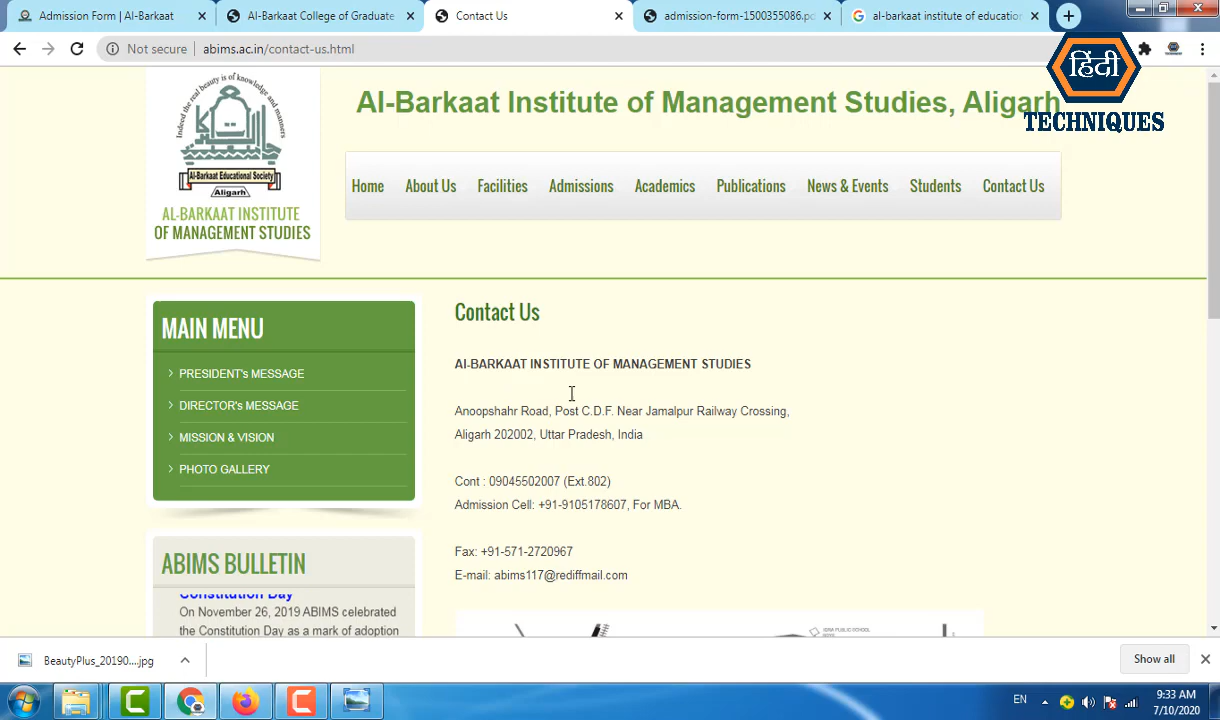 Admission Form | Al-Barkaat
Al-Barkaat College of Graduate
Contact Us
admission-form-1500355086.pd
al-barkaat institute of education
Not secure
abims.ac.in/contact-us.html
हिंदी
TECHNIQUES
Indeed the real beauty is of knowledge and manners
Al-Barkaat Educational Society
Aligarh
AL-BARKAAT INSTITUTE
OF MANAGEMENT STUDIES
Al-Barkaat Institute of Management Studies, Aligarh
Home About Us Facilities Admissions Academics Publications News & Events Students Contact Us
MAIN MENU
PRESIDENT's MESSAGE
DIRECTOR's MESSAGE
MISSION & VISION
PHOTO GALLERY
ABIMS BULLETIN
Constitution Day
On November 26, 2019 ABIMS celebrated
the Constitution Day as a mark of adoption
Contact Us
Al-BARKAAT INSTITUTE OF MANAGEMENT STUDIES
Anoopshahr Road, Post C.D.F. Near Jamalpur Railway Crossing,
Aligarh 202002, Uttar Pradesh, India
Cont : 09045502007 (Ext.802)
Admission Cell: +91-9105178607, For MBA.
Fax: +91-571-2720967
E-mail: abims117@rediffmail.com
IQRA PUBLIC SCHOOL
BeautyPlus_20190....jpg
Show all
EN
9:33 AM
7/10/2020